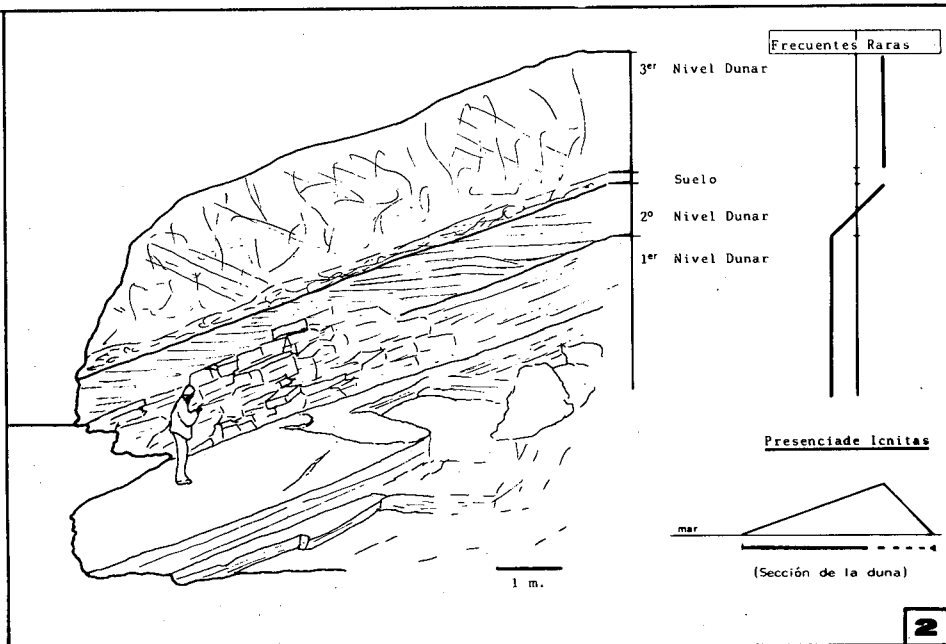 Frecuentes Raras
3er Nivel Dunar
Suelo
2º Nivel Dunar
1er Nivel Dunar
Presenciade Icnitas
mar
(Sección de la duna)
1 m.
2